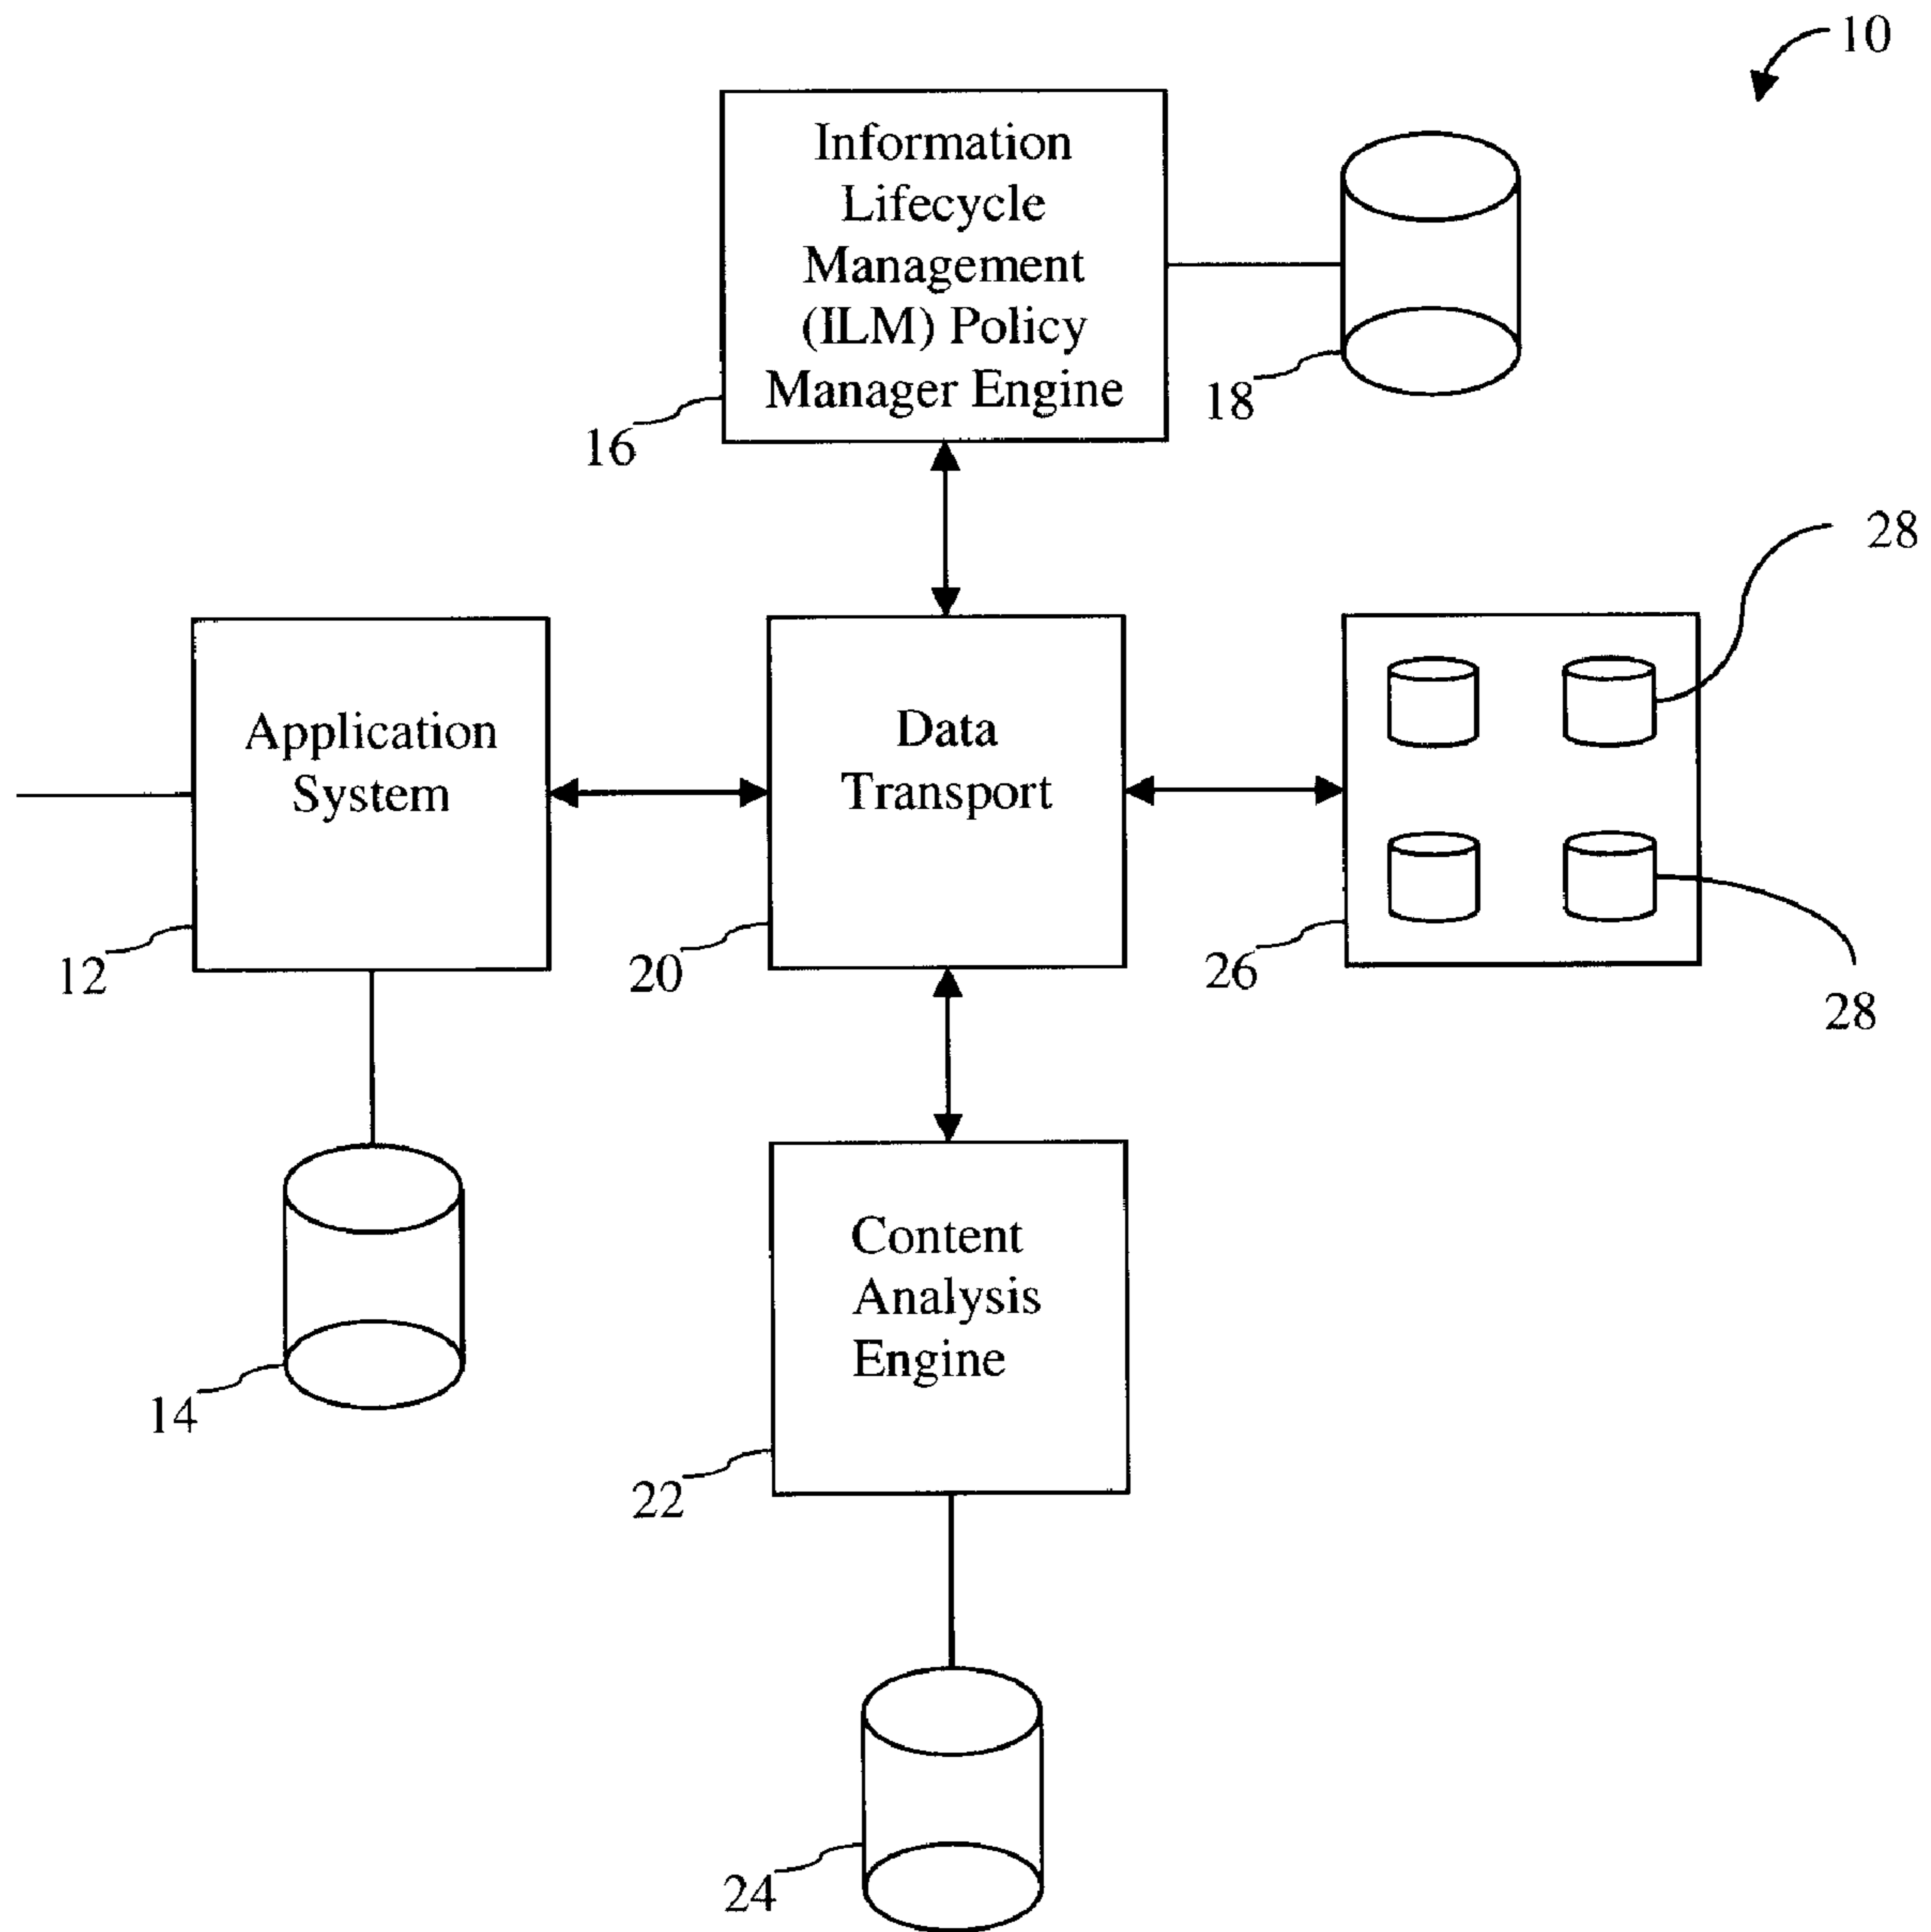 10
Information
Lifecycle
Management
(ILM) Policy
Manager Engine
16
18
28
Application
System
Data
Transport
12
20
26
28
Content
Analysis
Engine
14
22
24